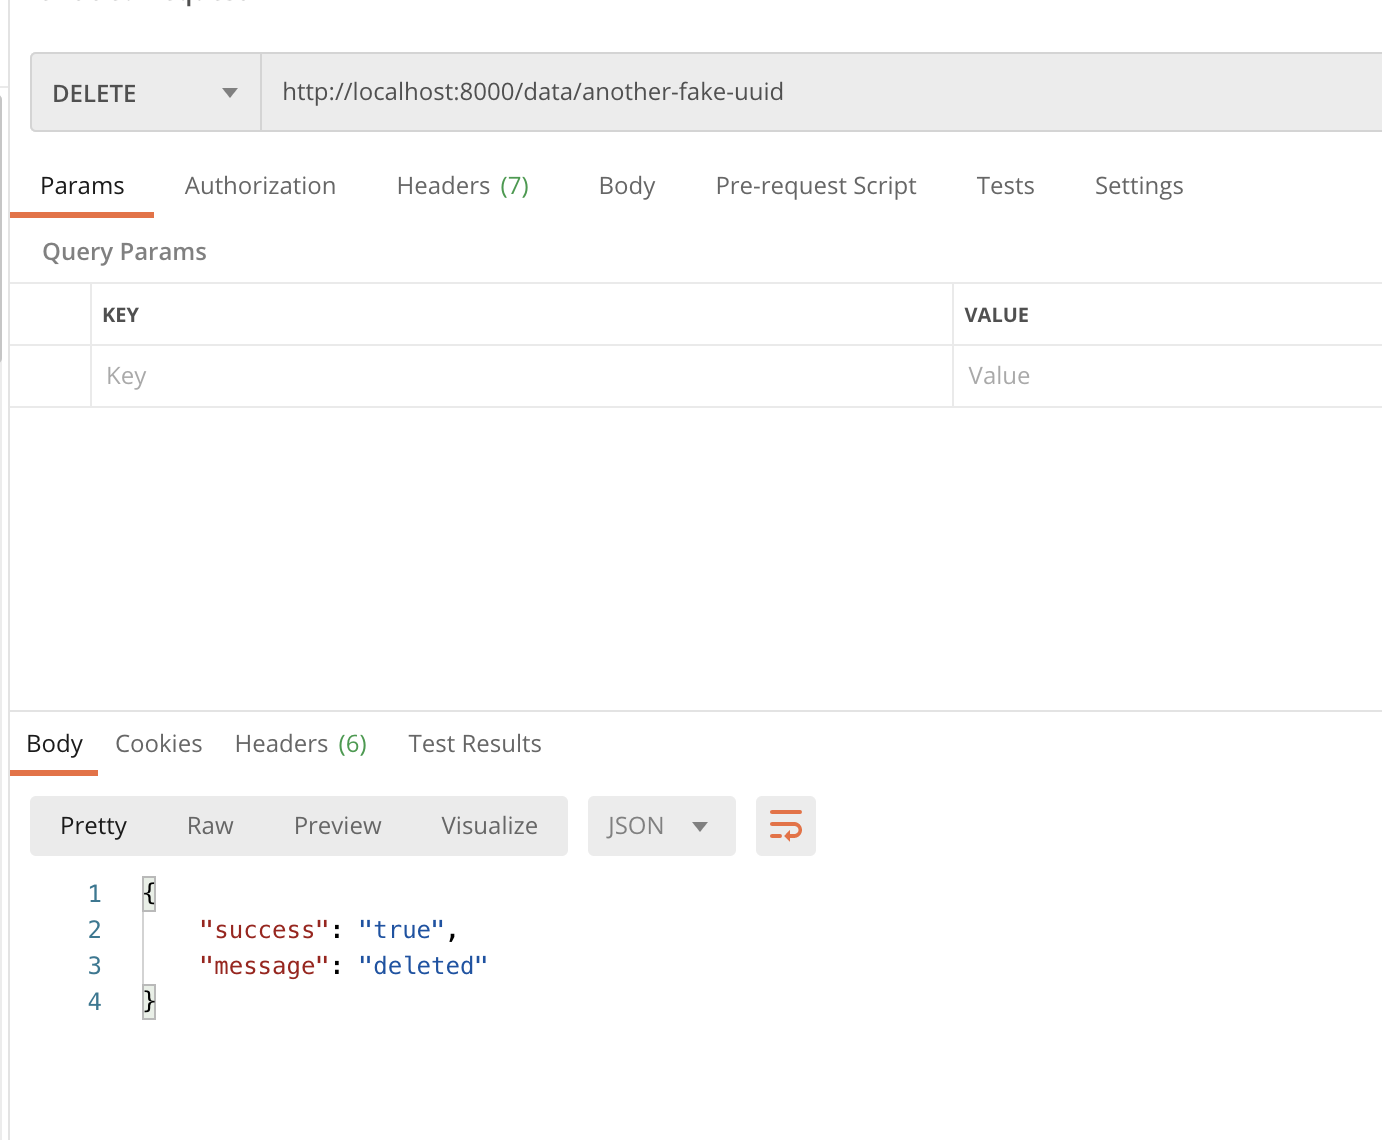 DELETE http://localhost:8000/data/another-fake-uuid
Params Authorization Headers (7) Body Pre-request Script Tests Settings
Query Params
KEY VALUE
Key Value
Body Cookies Headers (6) Test Results
Pretty Raw Preview Visualize JSON
1 {
2 "success": "true",
3 "message": "deleted"
4 }